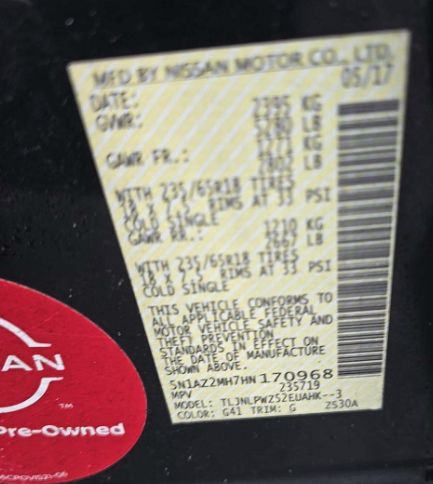 MFD BY NISSAN MOTOR CO., LTD.
DATE: 05/17
GVWR: 2395 KG
5280 LB
GAWR FR.: 1271 KG
2802 LB
WITH 235/65R18 TIRES
18 X 7.5 RIMS AT 33 PSI
COLD SINGLE
GAWR RR.: 1210 KG
2667 LB
WITH 235/65R18 TIRES
18 X 7.5 RIMS AT 33 PSI
COLD SINGLE
THIS VEHICLE CONFORMS TO
ALL APPLICABLE FEDERAL
MOTOR VEHICLE SAFETY AND
THEFT PREVENTION
STANDARDS IN EFFECT ON
THE DATE OF MANUFACTURE
SHOWN ABOVE.
5N1AZ2MH7HN170968
MPV 235719
MODEL: TLJNLPWZ52EUAHK--3
COLOR: G41 TRIM: G 2530A
AN
TM
Pre-Owned